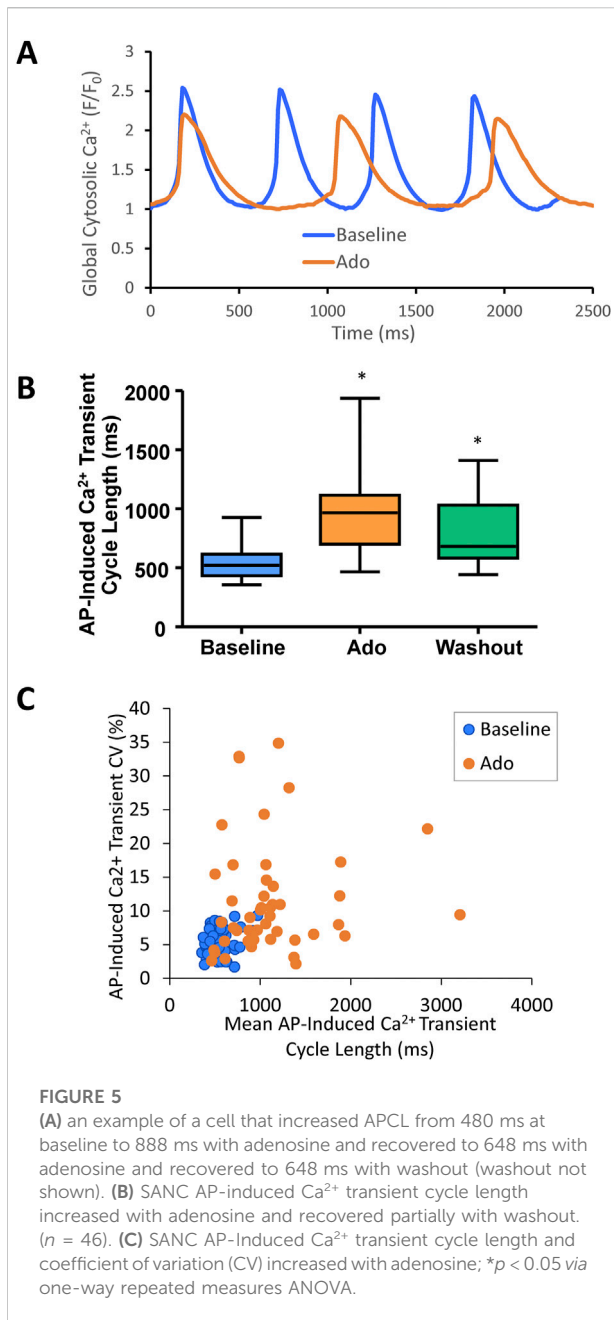 A
Global Cytosolic Ca²⁺ (F/F₀)
3
2.5
2
1.5
1
0.5
0
Baseline
Ado
0 500 1000 1500 2000 2500
Time (ms)
B
AP-Induced Ca²⁺ Transient
Cycle Length (ms)
2000
1500
1000
500
0
*
*
Baseline Ado Washout
C
AP-Induced Ca2+ Transient CV (%)
40
35
30
25
20
15
10
5
0
Baseline
Ado
0 1000 2000 3000 4000
Mean AP-Induced Ca²⁺ Transient
Cycle Length (ms)
FIGURE 5
(A) an example of a cell that increased APCL from 480 ms at
baseline to 888 ms with adenosine and recovered to 648 ms with
adenosine and recovered to 648 ms with washout (washout not
shown). (B) SANC AP-induced Ca²⁺ transient cycle length
increased with adenosine and recovered partially with washout.
(n = 46). (C) SANC AP-Induced Ca²⁺ transient cycle length and
coefficient of variation (CV) increased with adenosine; *p < 0.05 via
one-way repeated measures ANOVA.